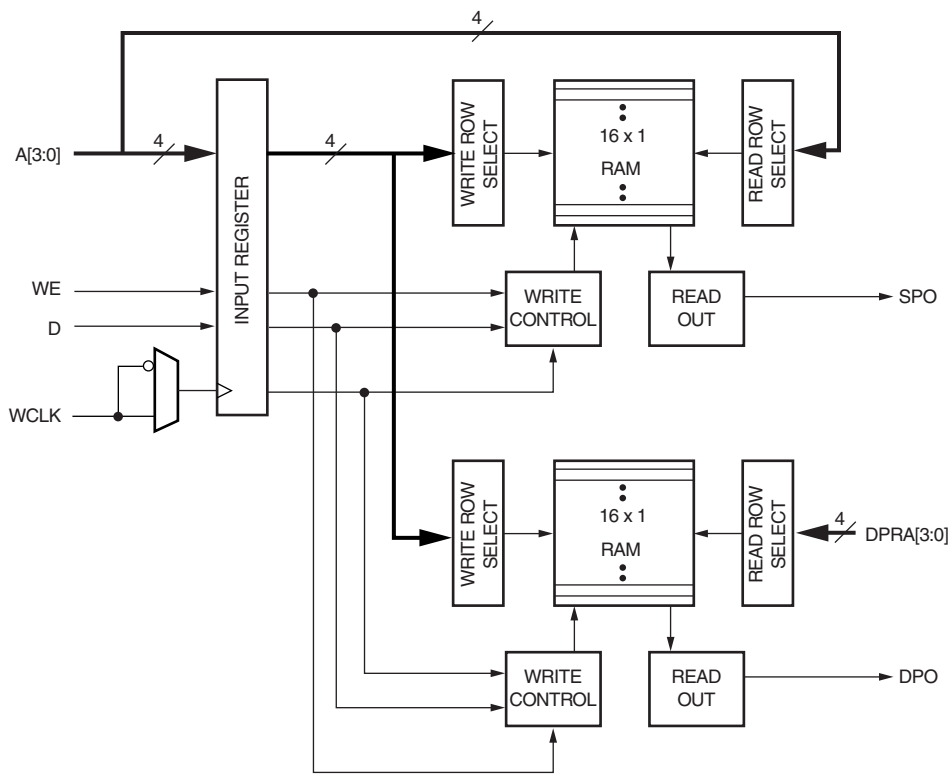 4
A[3:0]
4
4
INPUT REGISTER
WRITE ROW
SELECT
16 x 1
RAM
READ ROW
SELECT
WE
D
WRITE
CONTROL
READ
OUT
SPO
WCLK
WRITE ROW
SELECT
16 x 1
RAM
READ ROW
SELECT
4
DPRA[3:0]
WRITE
CONTROL
READ
OUT
DPO